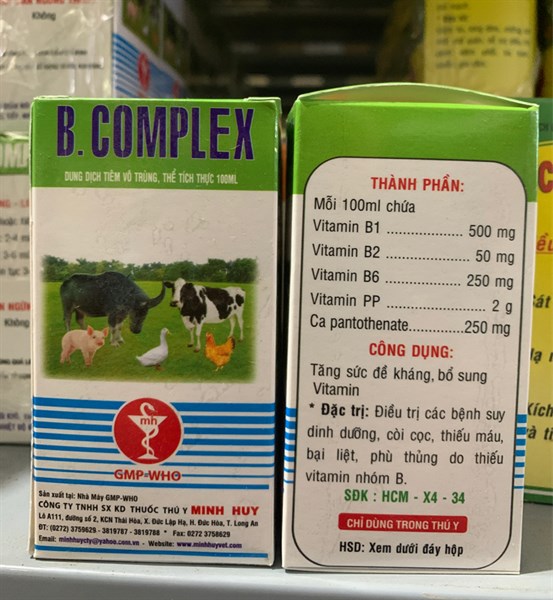 B. COMPLEX
DUNG DỊCH TIÊM VÔ TRÙNG, THỂ TÍCH THỰC 100ML
mh
GMP-WHO
Sản xuất tại: Nhà Máy GMP-WHO
CÔNG TY TNHH SX KD THUỐC THÚ Y MINH HUY
Lô A111, đường số 2, KCN Thái Hòa, X. Đức Lập Hạ, H. Đức Hòa, T. Long An
ĐT: (0272) 3759629 - 3819787 - 3819788 * Fax: 0272 3758629
Email: minhhuycty@yahoo.com.vn - Website: www.minhhuyvet.com
THÀNH PHẦN:
Mỗi 100ml chứa
Vitamin B1 .................. 500 mg
Vitamin B2 .................... 50 mg
Vitamin B6 .................. 250 mg
Vitamin PP ........................ 2 g
Ca pantothenate............250 mg
CÔNG DỤNG:
Tăng sức đề kháng, bổ sung
Vitamin
* Đặc trị: Điều trị các bệnh suy
dinh dưỡng, còi cọc, thiếu máu,
bại liệt, phù thũng do thiếu
vitamin nhóm B.
SĐK : HCM - X4 - 34
CHỈ DÙNG TRONG THÚ Y
HSD: Xem dưới đáy hộp
Không